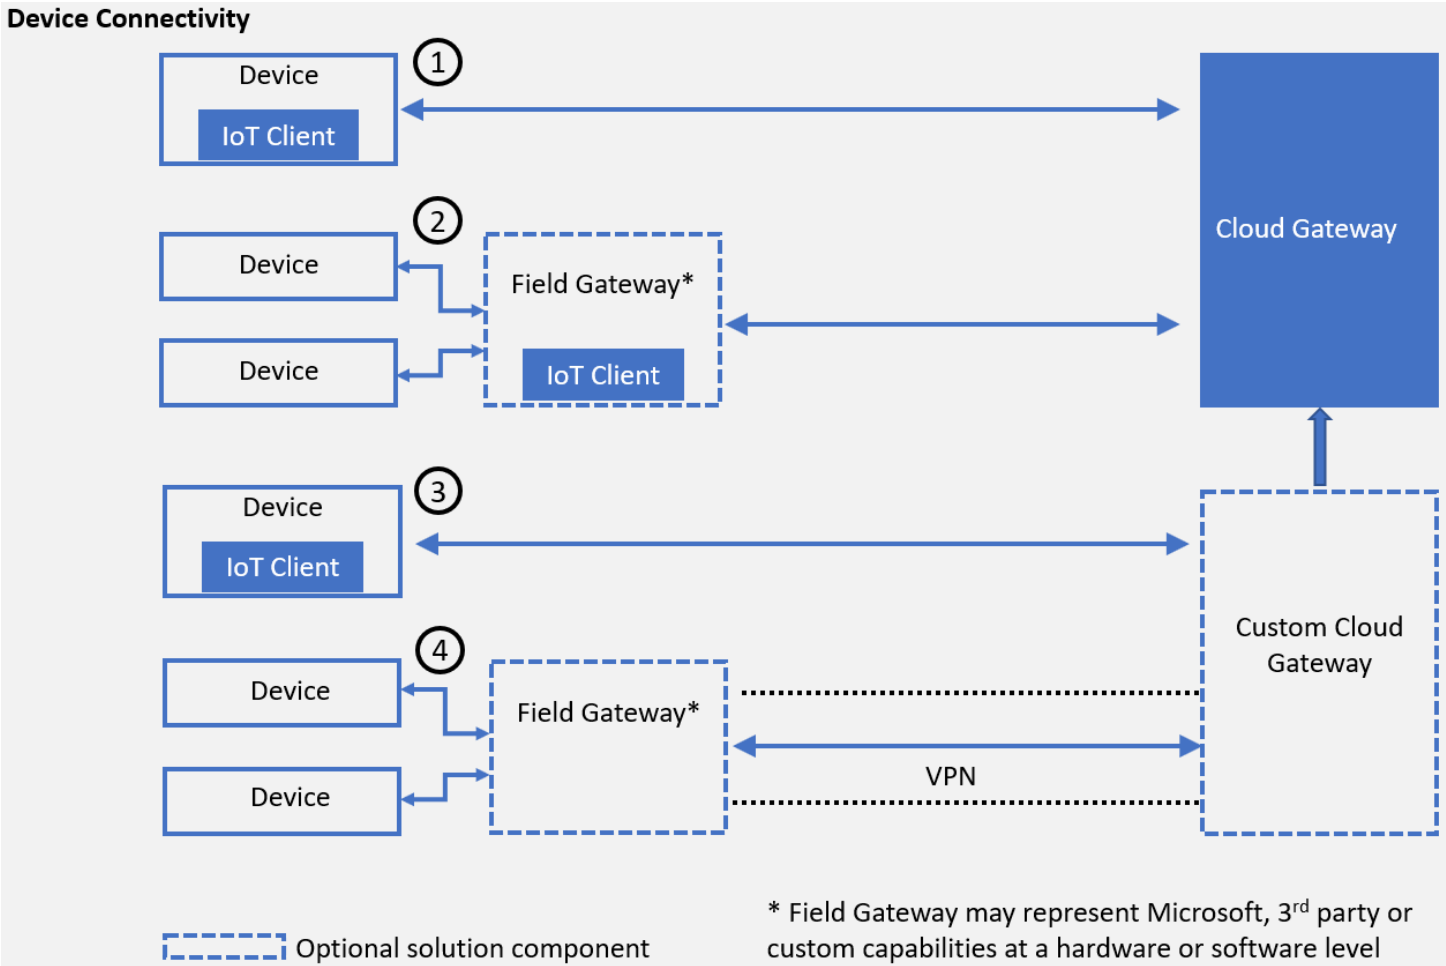 Device Connectivity
1
Device
IoT Client
Cloud Gateway
2
Device
Device
Field Gateway*
IoT Client
3
Device
IoT Client
Custom Cloud
Gateway
4
Device
Device
Field Gateway*
VPN
Optional solution component
* Field Gateway may represent Microsoft, 3rd party or
custom capabilities at a hardware or software level